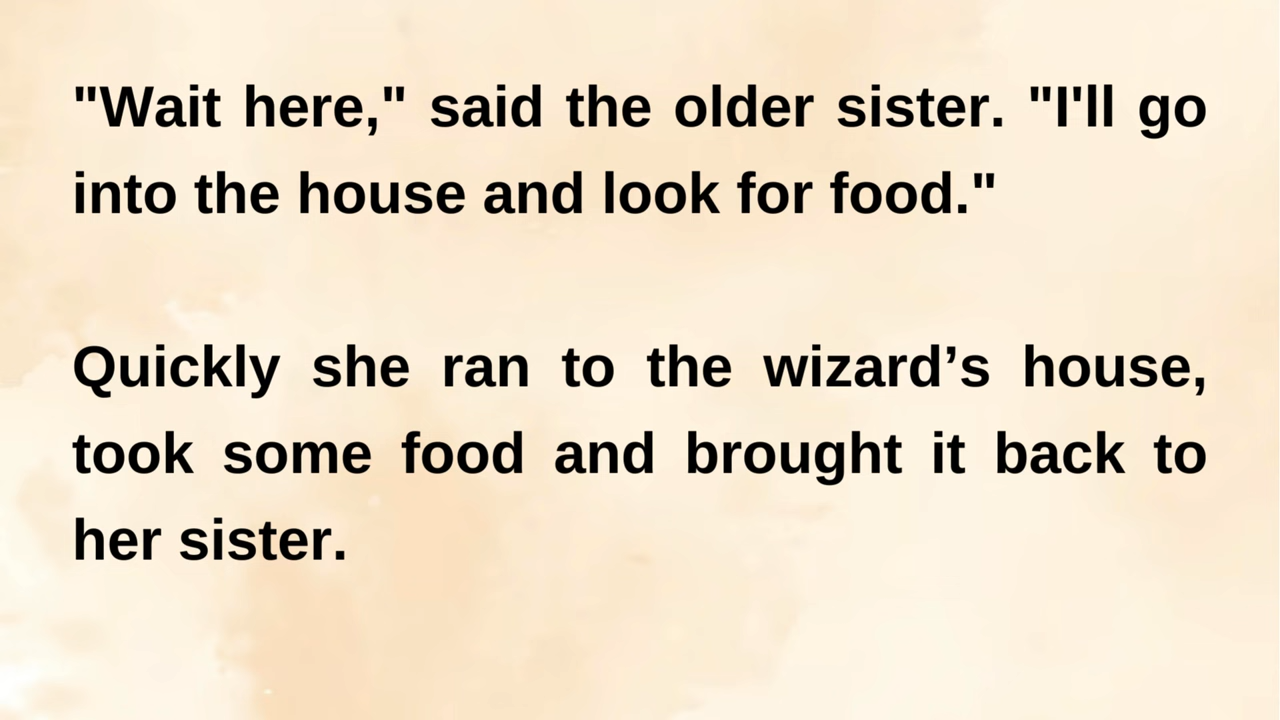 "Wait here," said the older sister. "I'll go
into the house and look for food."
Quickly she ran to the wizard’s house,
took some food and brought it back to
her sister.